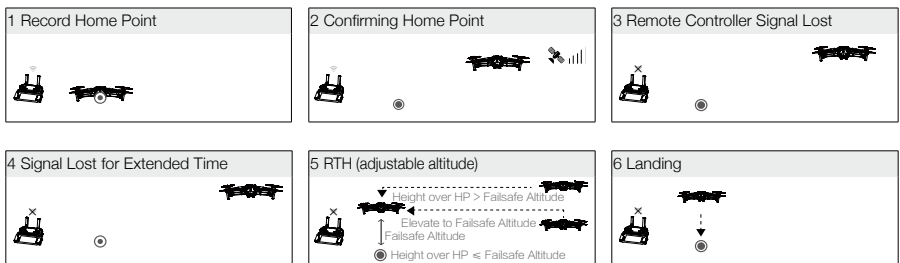 1 Record Home Point
2 Confirming Home Point
3 Remote Controller Signal Lost
4 Signal Lost for Extended Time
5 RTH (adjustable altitude)
Height over HP > Failsafe Altitude
Elevate to Failsafe Altitude
Failsafe Altitude
Height over HP ≤ Failsafe Altitude
6 Landing